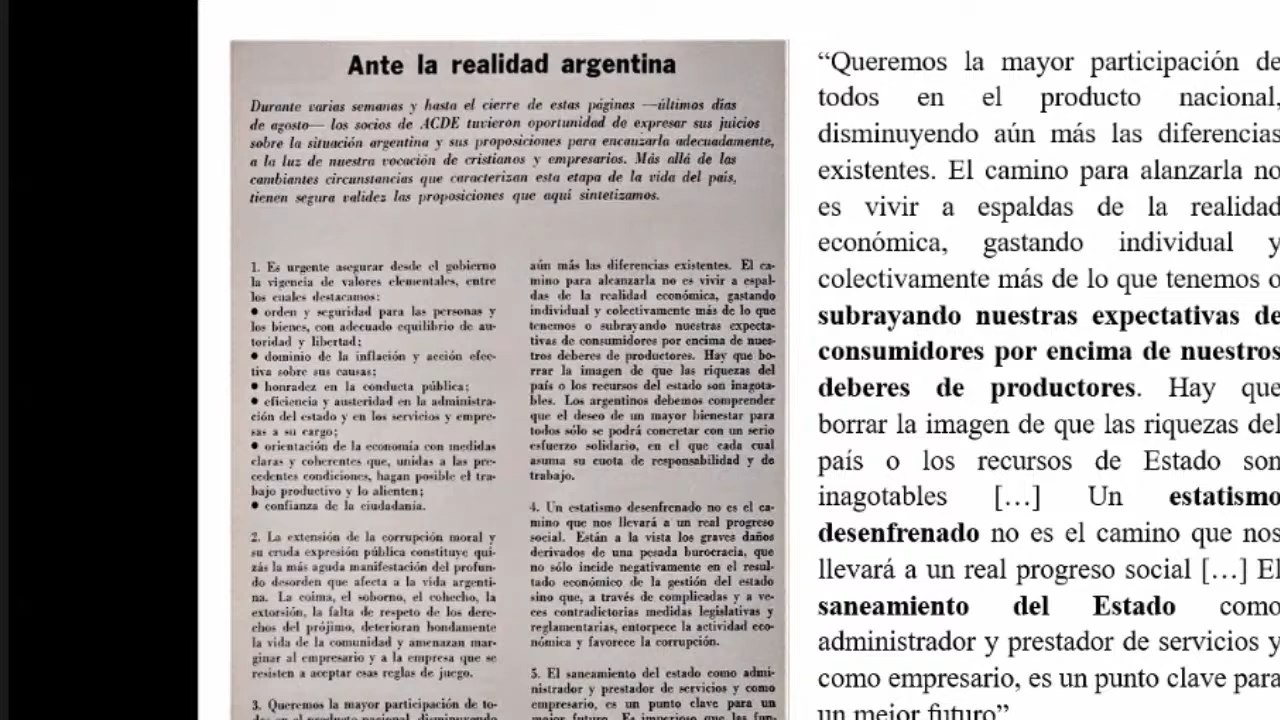 Ante la realidad argentina
Durante varias semanas y hasta el cierre de estas páginas —últimos días
de agosto— los socios de ACDE tuvieron oportunidad de expresar sus juicios
sobre la situación argentina y sus proposiciones para encauzarla adecuadamente,
a la luz de nuestra vocación de cristianos y empresarios. Más allá de las
cambiantes circunstancias que caracterizan esta etapa de la vida del país,
tienen segura validez las proposiciones que aquí sintetizamos.
1. Es urgente asegurar desde el gobierno
la vigencia de valores elementales, entre
los cuales destacamos:
• orden y seguridad para las personas y
los bienes, con adecuado equilibrio de au-
toridad y libertad;
• dominio de la inflación y acción efec-
tiva sobre sus causas;
• honradez en la conducta pública;
• eficiencia y austeridad en la administra-
ción del estado y en los servicios y empre-
sas a su cargo;
• orientación de la economía con medidas
claras y coherentes que, unidas a las pre-
cedentes condiciones, hagan posible el tra-
bajo productivo y lo alienten;
• confianza de la ciudadanía.
2. La extensión de la corrupción moral y
su cruda expresión pública constituye qui-
zás la más aguda manifestación del profun-
do desorden que afecta a la vida argenti-
na. La coima, el soborno, el cohecho, la
extorsión, la falta de respeto de los dere-
chos del prójimo, deterioran hondamente
la vida de la comunidad y amenazan mar-
ginar al empresario y a la empresa que se
resisten a aceptar esas reglas de juego.
3. Queremos la mayor participación de to-
dos en el producto nacional, disminuyendo
aún más las diferencias existentes. El ca-
mino para alcanzarla no es vivir a espal-
das de la realidad económica, gastando
individual y colectivamente más de lo que
tenemos o subrayando nuestras expecta-
tivas de consumidores por encima de nues-
tros deberes de productores. Hay que bo-
rrar la imagen de que las riquezas del
país o los recursos del estado son inagota-
bles. Los argentinos debemos comprender
que el deseo de un mayor bienestar para
todos sólo se podrá concretar con un serio
esfuerzo solidario, en el que cada cual
asuma su cuota de responsabilidad y de
trabajo.
4. Un estatismo desenfrenado no es el ca-
mino que nos llevará a un real progreso
social. Están a la vista los graves daños
derivados de una pesada burocracia, que
no sólo incide negativamente en el resul-
tado económico de la gestión del estado
sino que, a través de complicadas y a ve-
ces contradictorias medidas legislativas y
reglamentarias, entorpece la actividad eco-
nómica y favorece la corrupción.
5. El saneamiento del estado como admi-
nistrador y prestador de servicios y como
empresario, es un punto clave para un
mejor futuro. Es imperioso que las fun-
“Queremos la mayor participación de
todos en el producto nacional,
disminuyendo aún más las diferencias
existentes. El camino para alanzarla no
es vivir a espaldas de la realidad
económica, gastando individual y
colectivamente más de lo que tenemos o
subrayando nuestras expectativas de
consumidores por encima de nuestros
deberes de productores. Hay que
borrar la imagen de que las riquezas del
país o los recursos de Estado son
inagotables […] Un estatismo
desenfrenado no es el camino que nos
llevará a un real progreso social […] El
saneamiento del Estado como
administrador y prestador de servicios y
como empresario, es un punto clave para
un mejor futuro”